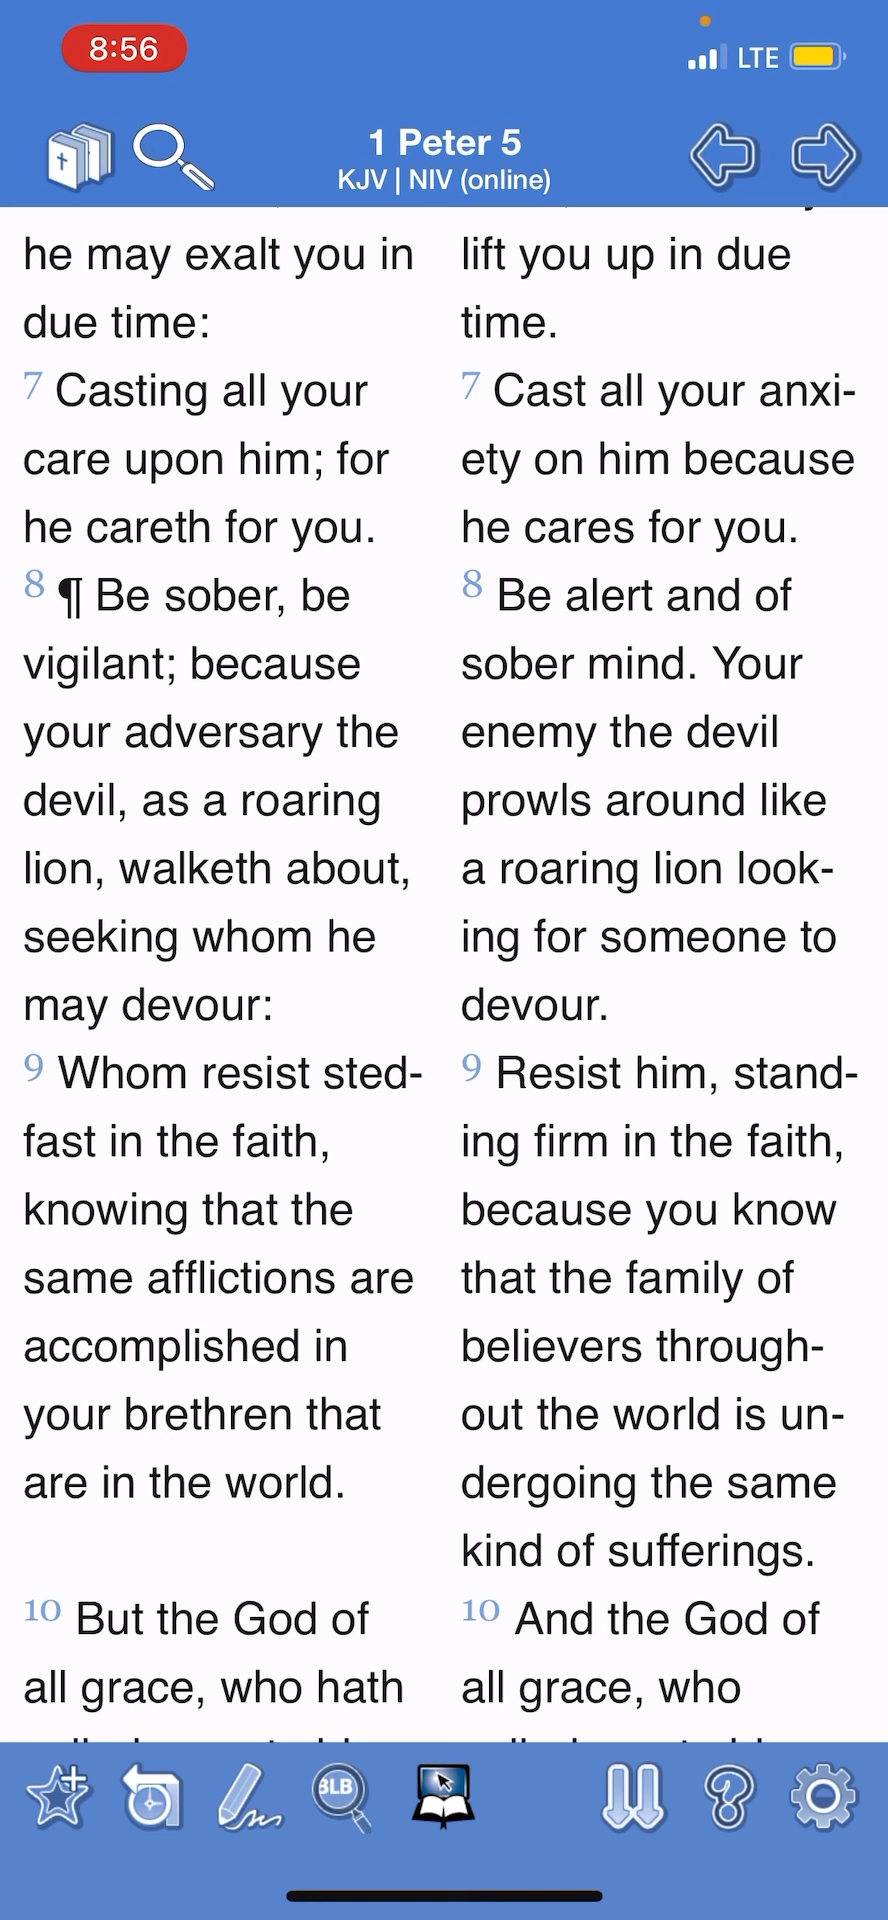 8:56
LTE
1 Peter 5
KJV | NIV (online)
he may exalt you in
due time:
7 Casting all your
care upon him; for
he careth for you.
8 ¶ Be sober, be
vigilant; because
your adversary the
devil, as a roaring
lion, walketh about,
seeking whom he
may devour:
9 Whom resist sted-
fast in the faith,
knowing that the
same afflictions are
accomplished in
your brethren that
are in the world.
10 But the God of
all grace, who hath
lift you up in due
time.
7 Cast all your anxi-
ety on him because
he cares for you.
8 Be alert and of
sober mind. Your
enemy the devil
prowls around like
a roaring lion look-
ing for someone to
devour.
9 Resist him, stand-
ing firm in the faith,
because you know
that the family of
believers through-
out the world is un-
dergoing the same
kind of sufferings.
10 And the God of
all grace, who
BLB